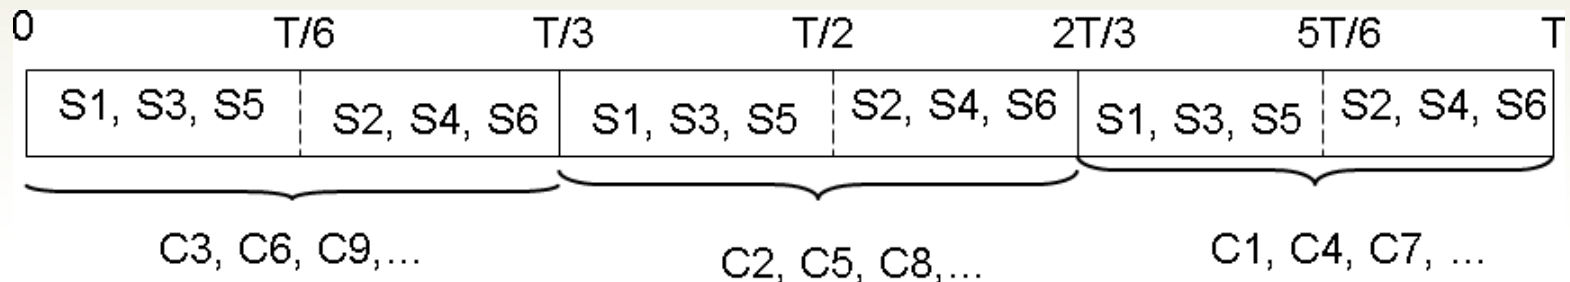 0 T/6 T/3 T/2 2T/3 5T/6 T
S1, S3, S5 S2, S4, S6 S1, S3, S5 S2, S4, S6 S1, S3, S5 S2, S4, S6
C3, C6, C9,... C2, C5, C8,... C1, C4, C7, ...